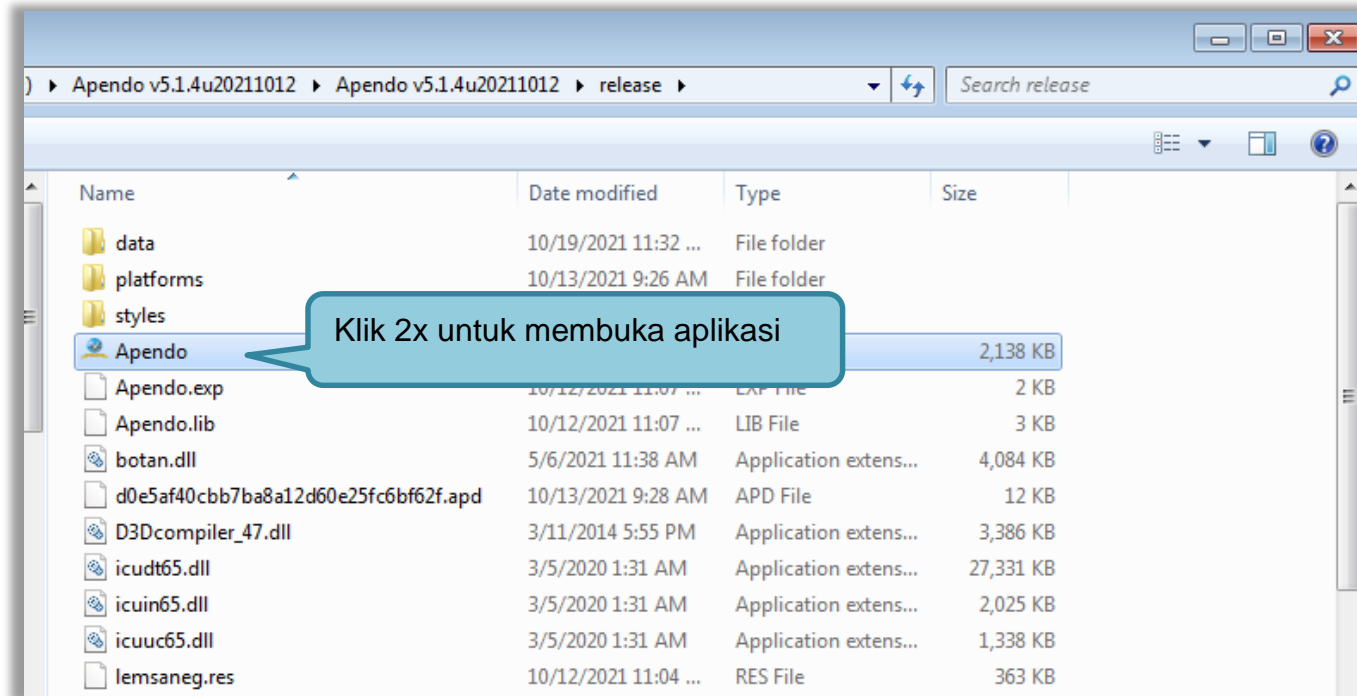 ) ▸ Apendo v5.1.4u20211012 ▸ Apendo v5.1.4u20211012 ▸ release ▸ Search release
Name Date modified Type Size
data 10/19/2021 11:32 ... File folder
platforms 10/13/2021 9:26 AM File folder
styles
Klik 2x untuk membuka aplikasi
Apendo 2,138 KB
Apendo.exp 10/12/2021 11:07 ... EXP File 2 KB
Apendo.lib 10/12/2021 11:07 ... LIB File 3 KB
botan.dll 5/6/2021 11:38 AM Application extens... 4,084 KB
d0e5af40cbb7ba8a12d60e25fc6bf62f.apd 10/13/2021 9:28 AM APD File 12 KB
D3Dcompiler_47.dll 3/11/2014 5:55 PM Application extens... 3,386 KB
icudt65.dll 3/5/2020 1:31 AM Application extens... 27,331 KB
icuin65.dll 3/5/2020 1:31 AM Application extens... 2,025 KB
icuuc65.dll 3/5/2020 1:31 AM Application extens... 1,338 KB
lemsaneg.res 10/12/2021 11:04 ... RES File 363 KB